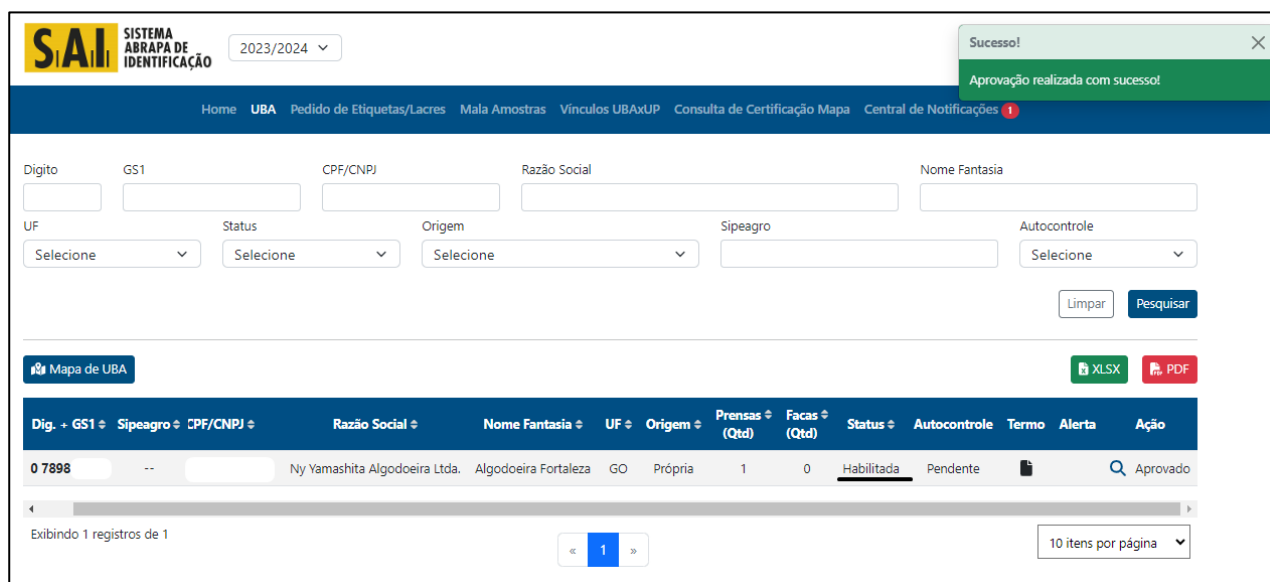 SAI SISTEMA
ABRAPA DE
IDENTIFICAÇÃO
2023/2024
Sucesso!
Aprovação realizada com sucesso!
Home UBA Pedido de Etiquetas/Lacres Mala Amostras Vínculos UBAxUP Consulta de Certificação Mapa Central de Notificações 1
Digito GS1 CPF/CNPJ Razão Social Nome Fantasia
UF Status Origem Sipeagro Autocontrole
Selecione Selecione Selecione Selecione
Limpar Pesquisar
Mapa de UBA XLSX PDF
Dig. + GS1 Sipeagro CPF/CNPJ Razão Social Nome Fantasia UF Origem Prensas (Qtd) Facas (Qtd) Status Autocontrole Termo Alerta Ação
0 7898 -- Ny Yamashita Algodoeira Ltda. Algodoeira Fortaleza GO Própria 1 0 Habilitada Pendente Aprovado
Exibindo 1 registros de 1
« 1 »
10 itens por página